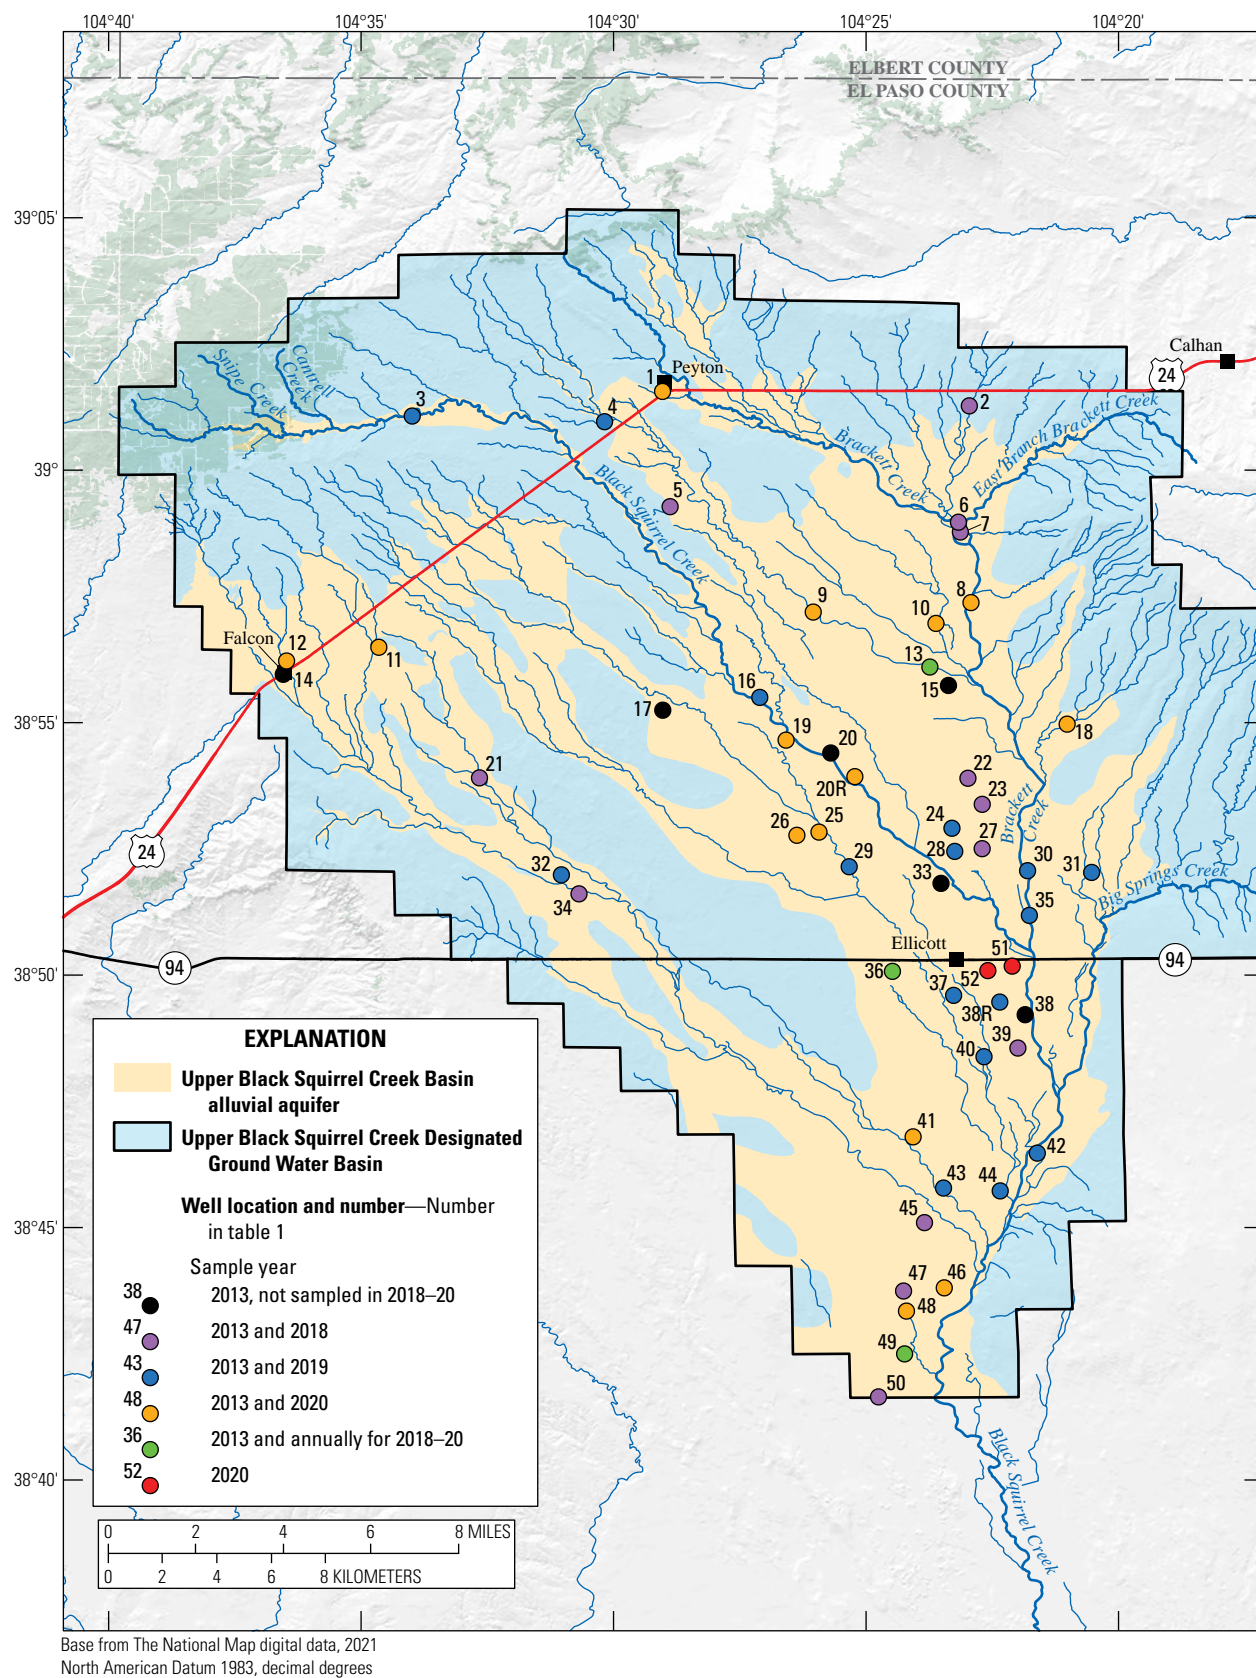 104°40' 104°35' 104°30' 104°25' 104°20'
ELBERT COUNTY
EL PASO COUNTY
39°05'
Calhan
24
Peyton
1
Snipe Creek
Cantrell Creek
3
4
2
East Branch Brackett Creek
Brackett Creek
39°
Black Squirrel Creek
5
6
7
8
9
10
Falcon
12
11
13
14
15
16
17
38°55'
18
19
20
20R
21
22
23
Brackett Creek
24
25
26
27
28
24
29
30
31
32
33
34
Big Springs Creek
35
Ellicott
51
94
94
38°50'
36
52
37
38R
38
39
40
41
42
43
44
45
38°45'
46
47
48
49
50
38°40'
Black Squirrel Creek
EXPLANATION
Upper Black Squirrel Creek Basin
alluvial aquifer
Upper Black Squirrel Creek Designated
Ground Water Basin
Well location and number—Number
in table 1
Sample year
38 2013, not sampled in 2018–20
47 2013 and 2018
43 2013 and 2019
48 2013 and 2020
36 2013 and annually for 2018–20
52 2020
0 2 4 6 8 MILES
0 2 4 6 8 KILOMETERS
Base from The National Map digital data, 2021
North American Datum 1983, decimal degrees